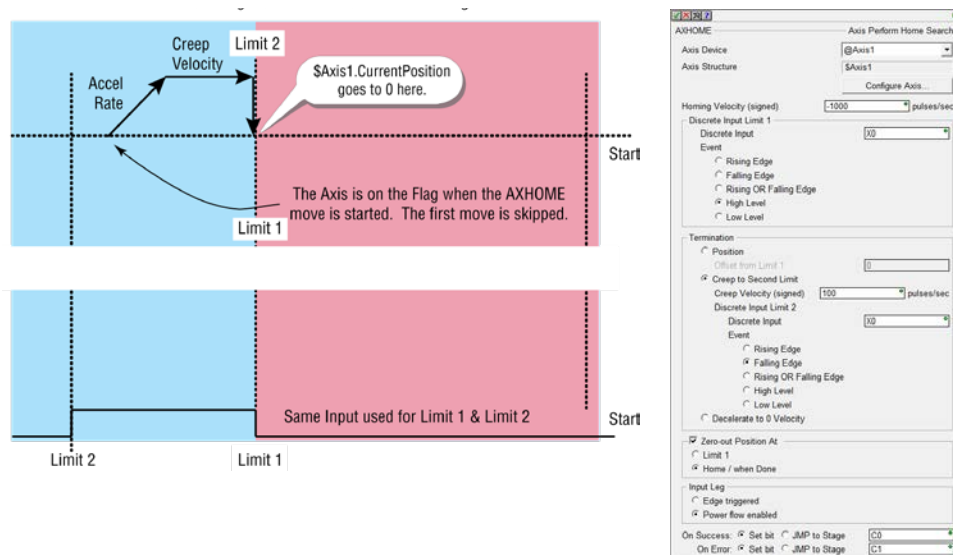 Creep
Velocity
Limit 2
Accel
Rate
$Axis1.CurrentPosition
goes to 0 here.
Start
The Axis is on the Flag when the AXHOME
move is started. The first move is skipped.
Limit 1
Same Input used for Limit 1 & Limit 2
Start
Limit 2
Limit 1
AXHOME
Axis Perform Home Search
Axis Device
@Axis1
Axis Structure
$Axis1
Configure Axis...
Homing Velocity (signed)
-1000
pulses/sec
Discrete Input Limit 1
Discrete Input
X0
Event
Rising Edge
Falling Edge
Rising OR Falling Edge
High Level
Low Level
Termination
Position
Offset from Limit 1
0
Creep to Second Limit
Creep Velocity (signed)
100
pulses/sec
Discrete Input Limit 2
Discrete Input
X0
Event
Rising Edge
Falling Edge
Rising OR Falling Edge
High Level
Low Level
Decelerate to 0 Velocity
Zero-out Position At
Limit 1
Home / when Done
Input Leg
Edge triggered
Power flow enabled
On Success: Set bit JMP to Stage C0
On Error: Set bit JMP to Stage C1